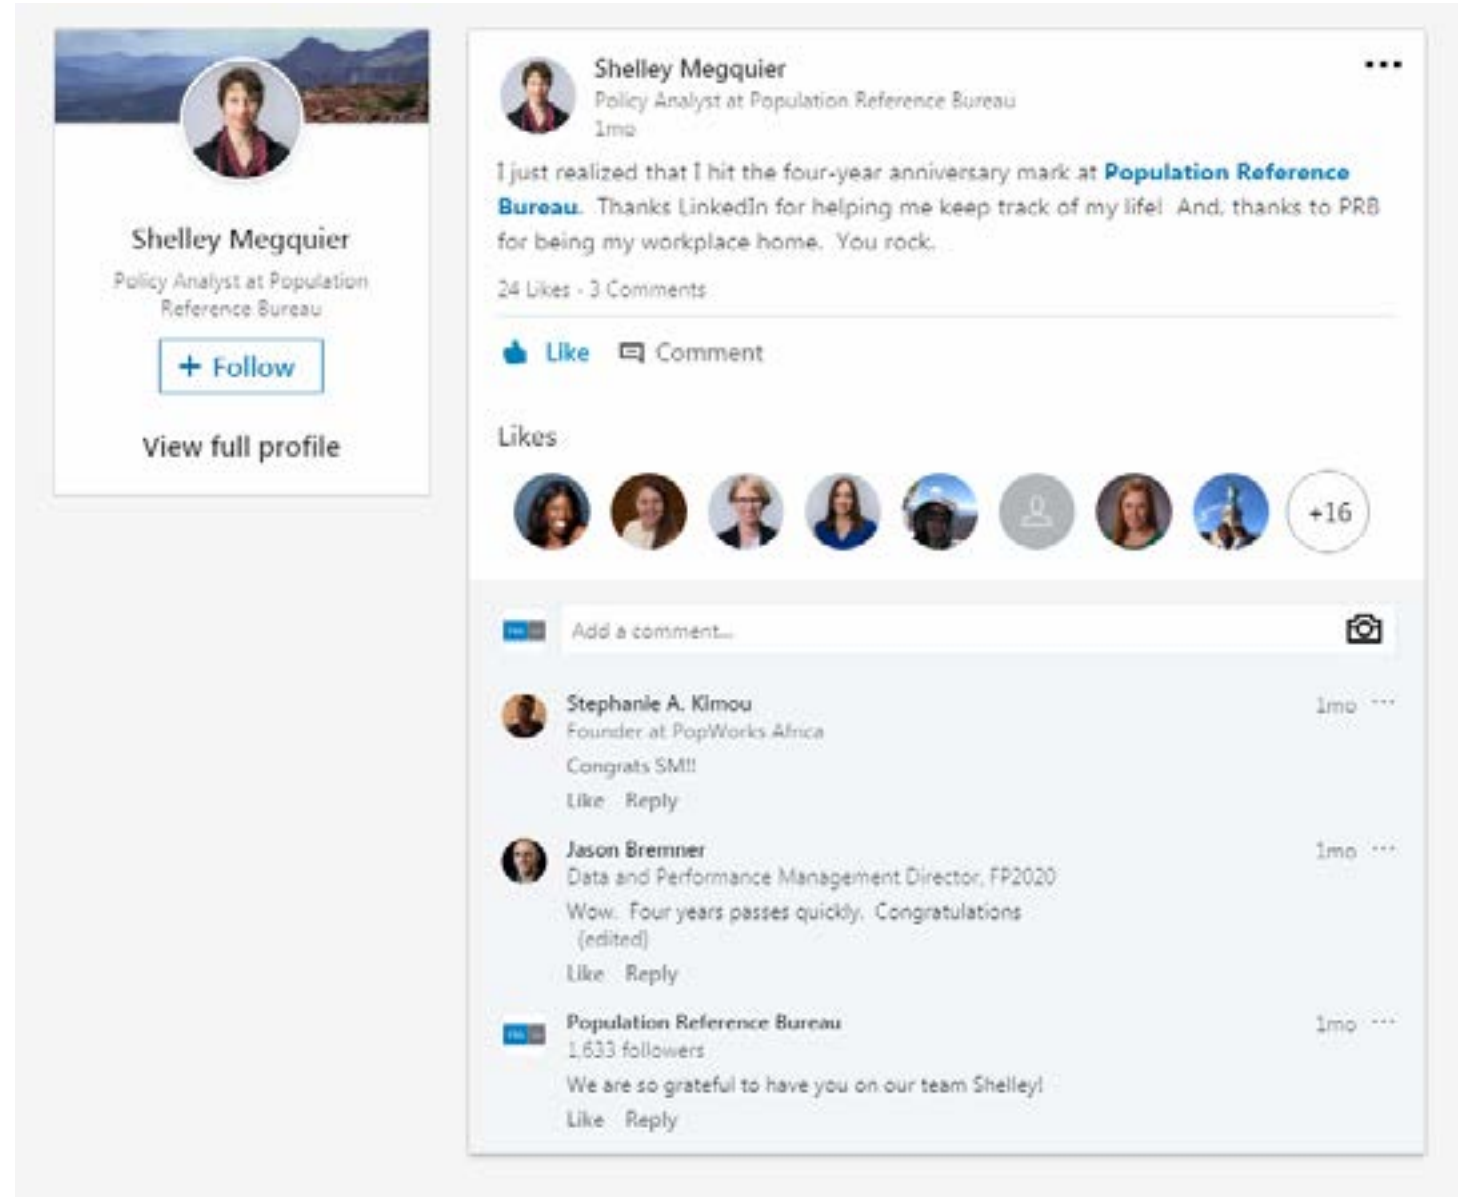 Shelley Megquier
Policy Analyst at Population
Reference Bureau
+ Follow
View full profile
Shelley Megquier
Policy Analyst at Population Reference Bureau
1mo
I just realized that I hit the four-year anniversary mark at Population Reference
Bureau. Thanks LinkedIn for helping me keep track of my life! And, thanks to PRB
for being my workplace home. You rock.
24 Likes · 3 Comments
Like Comment
Likes
+16
Add a comment...
Stephanie A. Kimou 1mo ...
Founder at PopWorks Africa
Congrats SM!!
Like Reply
Jason Bremner 1mo ...
Data and Performance Management Director, FP2020
Wow. Four years passes quickly. Congratulations
(edited)
Like Reply
Population Reference Bureau 1mo ...
1,633 followers
We are so grateful to have you on our team Shelley!
Like Reply